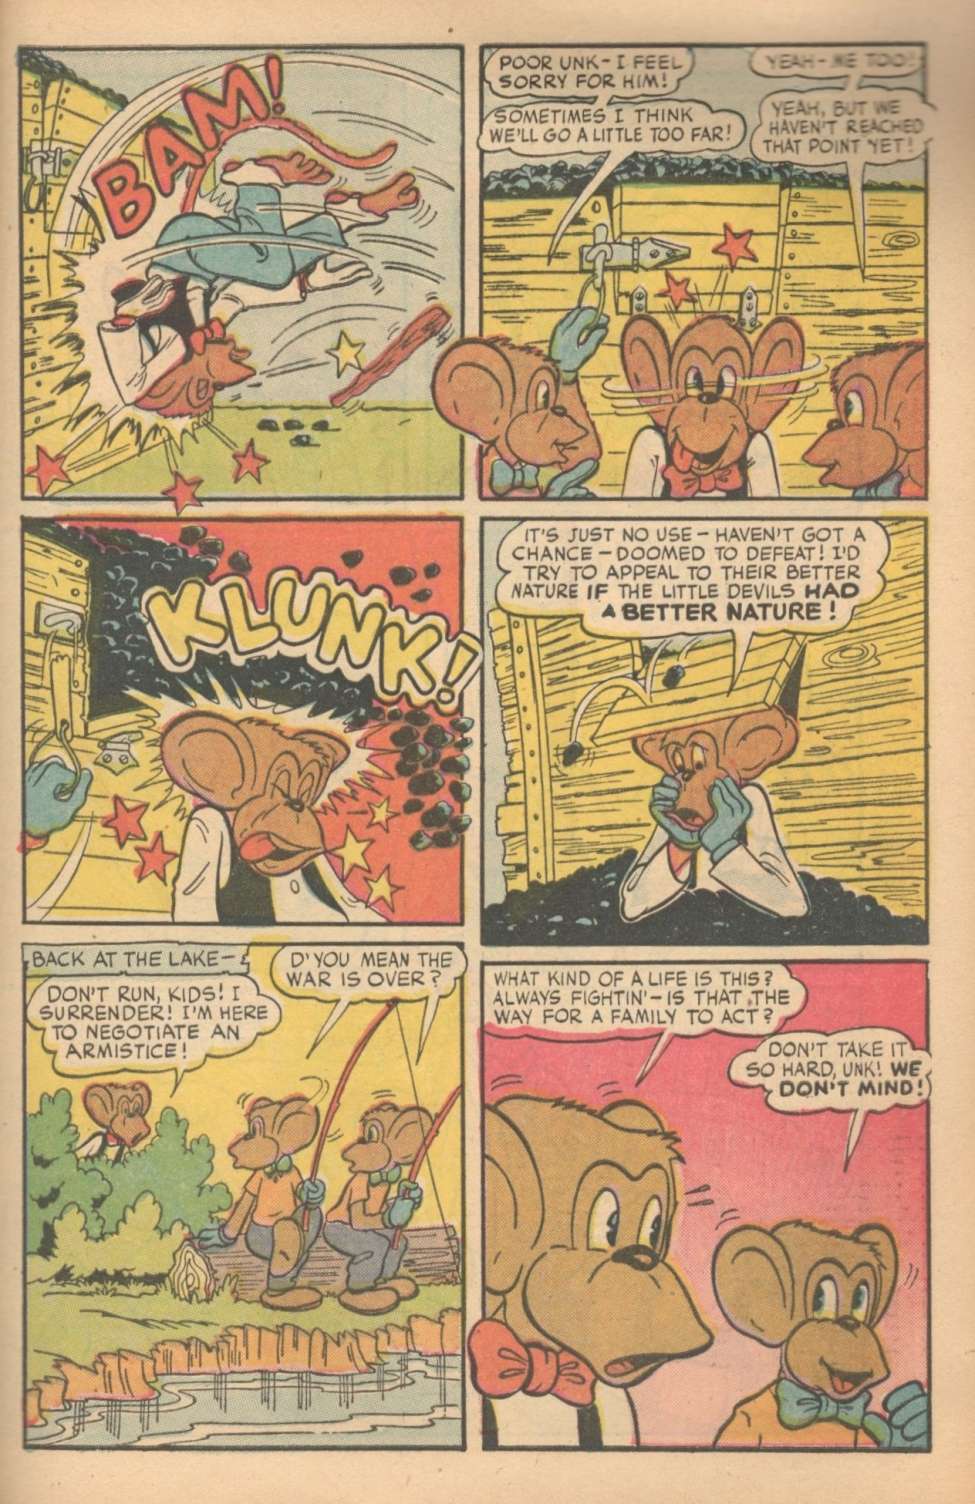 BAM!
POOR UNK - I FEEL
SORRY FOR HIM!
SOMETIMES I THINK
WE'LL GO A LITTLE TOO FAR!
YEAH - ME TOO!
YEAH, BUT WE
HAVEN'T REACHED
THAT POINT YET!
KLUNK!
IT'S JUST NO USE - HAVEN'T GOT A
CHANCE - DOOMED TO DEFEAT! I'D
TRY TO APPEAL TO THEIR BETTER
NATURE IF THE LITTLE DEVILS HAD
A BETTER NATURE!
BACK AT THE LAKE -
DON'T RUN, KIDS! I
SURRENDER! I'M HERE
TO NEGOTIATE AN
ARMISTICE!
D'YOU MEAN THE
WAR IS OVER?
WHAT KIND OF A LIFE IS THIS?
ALWAYS FIGHTIN' - IS THAT THE
WAY FOR A FAMILY TO ACT?
DON'T TAKE IT
SO HARD, UNK! WE
DON'T MIND!